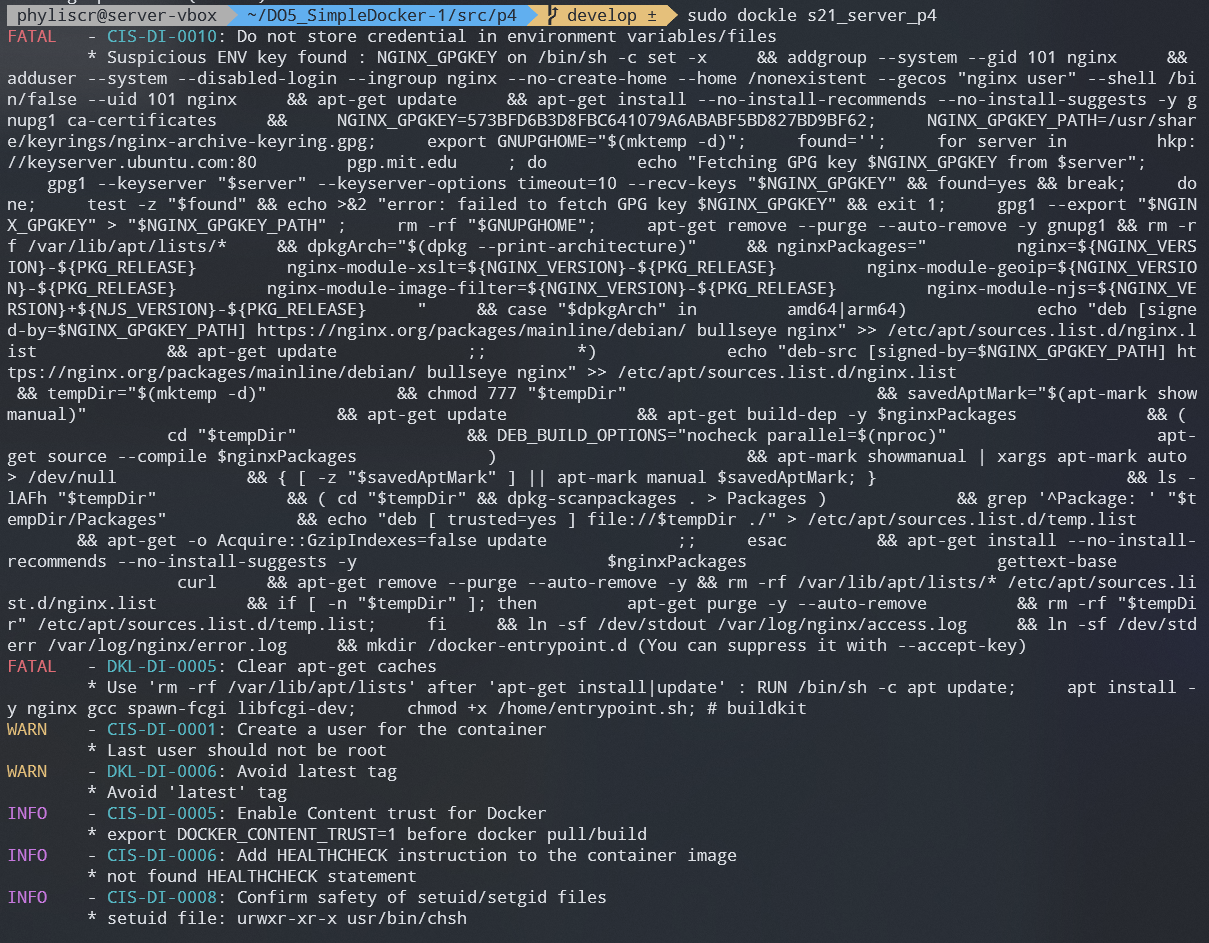 phyliscr@server-vbox ~/DO5_SimpleDocker-1/src/p4 develop ± sudo dockle s21_server_p4
FATAL - CIS-DI-0010: Do not store credential in environment variables/files
* Suspicious ENV key found : NGINX_GPGKEY on /bin/sh -c set -x && addgroup --system --gid 101 nginx &&
adduser --system --disabled-login --ingroup nginx --no-create-home --home /nonexistent --gecos "nginx user" --shell /bi
n/false --uid 101 nginx && apt-get update && apt-get install --no-install-recommends --no-install-suggests -y g
nupg1 ca-certificates && NGINX_GPGKEY=573BFD6B3D8FBC641079A6ABABF5BD827BD9BF62; NGINX_GPGKEY_PATH=/usr/shar
e/keyrings/nginx-archive-keyring.gpg; export GNUPGHOME="$(mktemp -d)"; found=''; for server in hkp:
//keyserver.ubuntu.com:80 pgp.mit.edu ; do echo "Fetching GPG key $NGINX_GPGKEY from $server";
gpg1 --keyserver "$server" --keyserver-options timeout=10 --recv-keys "$NGINX_GPGKEY" && found=yes && break; do
ne; test -z "$found" && echo >&2 "error: failed to fetch GPG key $NGINX_GPGKEY" && exit 1; gpg1 --export "$NGIN
X_GPGKEY" > "$NGINX_GPGKEY_PATH" ; rm -rf "$GNUPGHOME"; apt-get remove --purge --auto-remove -y gnupg1 && rm -r
f /var/lib/apt/lists/* && dpkgArch="$(dpkg --print-architecture)" && nginxPackages=" nginx=${NGINX_VERS
ION}-${PKG_RELEASE} nginx-module-xslt=${NGINX_VERSION}-${PKG_RELEASE} nginx-module-geoip=${NGINX_VERSIO
N}-${PKG_RELEASE} nginx-module-image-filter=${NGINX_VERSION}-${PKG_RELEASE} nginx-module-njs=${NGINX_VE
RSION}+${NJS_VERSION}-${PKG_RELEASE} " && case "$dpkgArch" in amd64|arm64) echo "deb [signe
d-by=$NGINX_GPGKEY_PATH] https://nginx.org/packages/mainline/debian/ bullseye nginx" >> /etc/apt/sources.list.d/nginx.l
ist && apt-get update ;; *) echo "deb-src [signed-by=$NGINX_GPGKEY_PATH] ht
tps://nginx.org/packages/mainline/debian/ bullseye nginx" >> /etc/apt/sources.list.d/nginx.list
&& tempDir="$(mktemp -d)" && chmod 777 "$tempDir" && savedAptMark="$(apt-mark show
manual)" && apt-get update && apt-get build-dep -y $nginxPackages && (
cd "$tempDir" && DEB_BUILD_OPTIONS="nocheck parallel=$(nproc)" apt-
get source --compile $nginxPackages ) && apt-mark showmanual | xargs apt-mark auto
> /dev/null && { [ -z "$savedAptMark" ] || apt-mark manual $savedAptMark; } && ls -
lAFh "$tempDir" && ( cd "$tempDir" && dpkg-scanpackages . > Packages ) && grep '^Package: ' "$t
empDir/Packages" && echo "deb [ trusted=yes ] file://$tempDir ./" > /etc/apt/sources.list.d/temp.list
&& apt-get -o Acquire::GzipIndexes=false update ;; esac && apt-get install --no-install-
recommends --no-install-suggests -y $nginxPackages gettext-base
curl && apt-get remove --purge --auto-remove -y && rm -rf /var/lib/apt/lists/* /etc/apt/sources.li
st.d/nginx.list && if [ -n "$tempDir" ]; then apt-get purge -y --auto-remove && rm -rf "$tempDi
r" /etc/apt/sources.list.d/temp.list; fi && ln -sf /dev/stdout /var/log/nginx/access.log && ln -sf /dev/std
err /var/log/nginx/error.log && mkdir /docker-entrypoint.d (You can suppress it with --accept-key)
FATAL - DKL-DI-0005: Clear apt-get caches
* Use 'rm -rf /var/lib/apt/lists' after 'apt-get install|update' : RUN /bin/sh -c apt update; apt install -
y nginx gcc spawn-fcgi libfcgi-dev; chmod +x /home/entrypoint.sh; # buildkit
WARN - CIS-DI-0001: Create a user for the container
* Last user should not be root
WARN - DKL-DI-0006: Avoid latest tag
* Avoid 'latest' tag
INFO - CIS-DI-0005: Enable Content trust for Docker
* export DOCKER_CONTENT_TRUST=1 before docker pull/build
INFO - CIS-DI-0006: Add HEALTHCHECK instruction to the container image
* not found HEALTHCHECK statement
INFO - CIS-DI-0008: Confirm safety of setuid/setgid files
* setuid file: urwxr-xr-x usr/bin/chsh